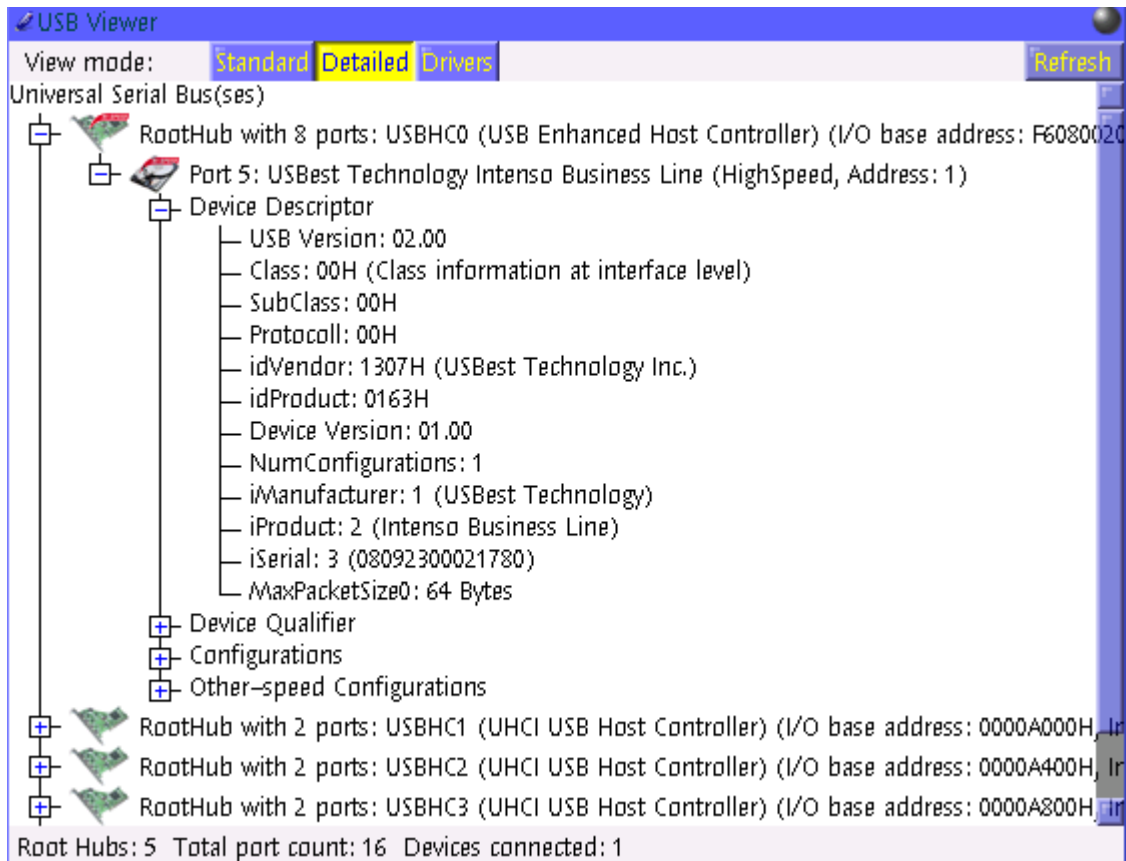 USB Viewer
View mode: Standard Detailed Drivers Refresh
Universal Serial Bus(ses)
RootHub with 8 ports: USBHC0 (USB Enhanced Host Controller) (I/O base address: F6080020
Port 5: USBest Technology Intenso Business Line (HighSpeed, Address: 1)
Device Descriptor
USB Version: 02.00
Class: 00H (Class information at interface level)
SubClass: 00H
Protocoll: 00H
idVendor: 1307H (USBest Technology Inc.)
idProduct: 0163H
Device Version: 01.00
NumConfigurations: 1
iManufacturer: 1 (USBest Technology)
iProduct: 2 (Intenso Business Line)
iSerial: 3 (08092300021780)
MaxPacketSize0: 64 Bytes
Device Qualifier
Configurations
Other-speed Configurations
RootHub with 2 ports: USBHC1 (UHCI USB Host Controller) (I/O base address: 0000A000H, Ir
RootHub with 2 ports: USBHC2 (UHCI USB Host Controller) (I/O base address: 0000A400H, Ir
RootHub with 2 ports: USBHC3 (UHCI USB Host Controller) (I/O base address: 0000A800H, Ir
Root Hubs: 5 Total port count: 16 Devices connected: 1